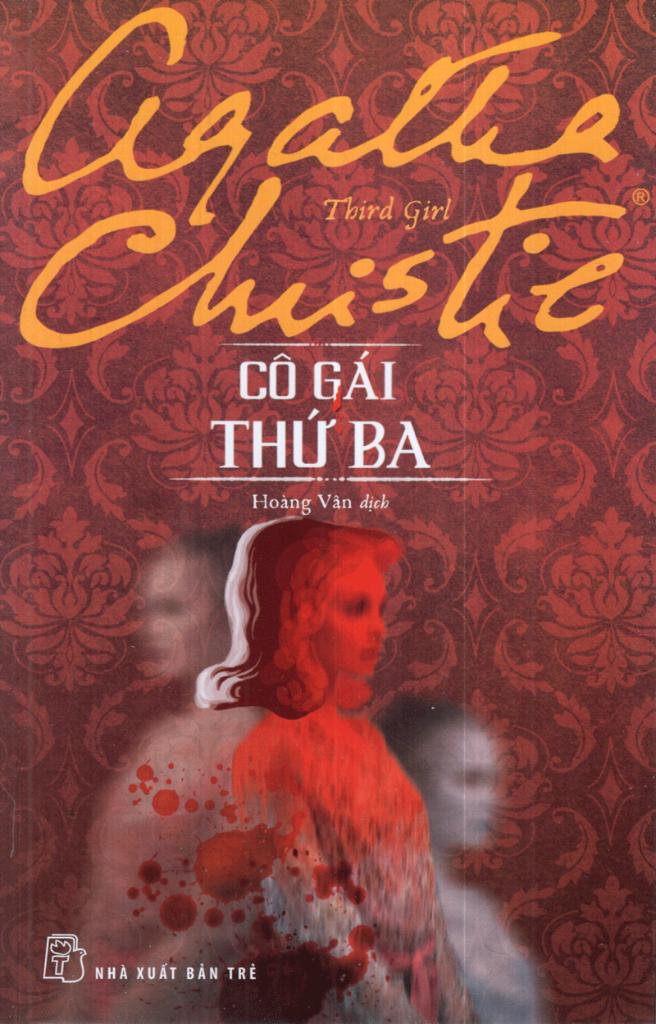 Agatha
Third Girl
Christie®
CÔ GÁI
THỨ BA
Hoàng Vân dịch
T
NHÀ XUẤT BẢN TRẺ